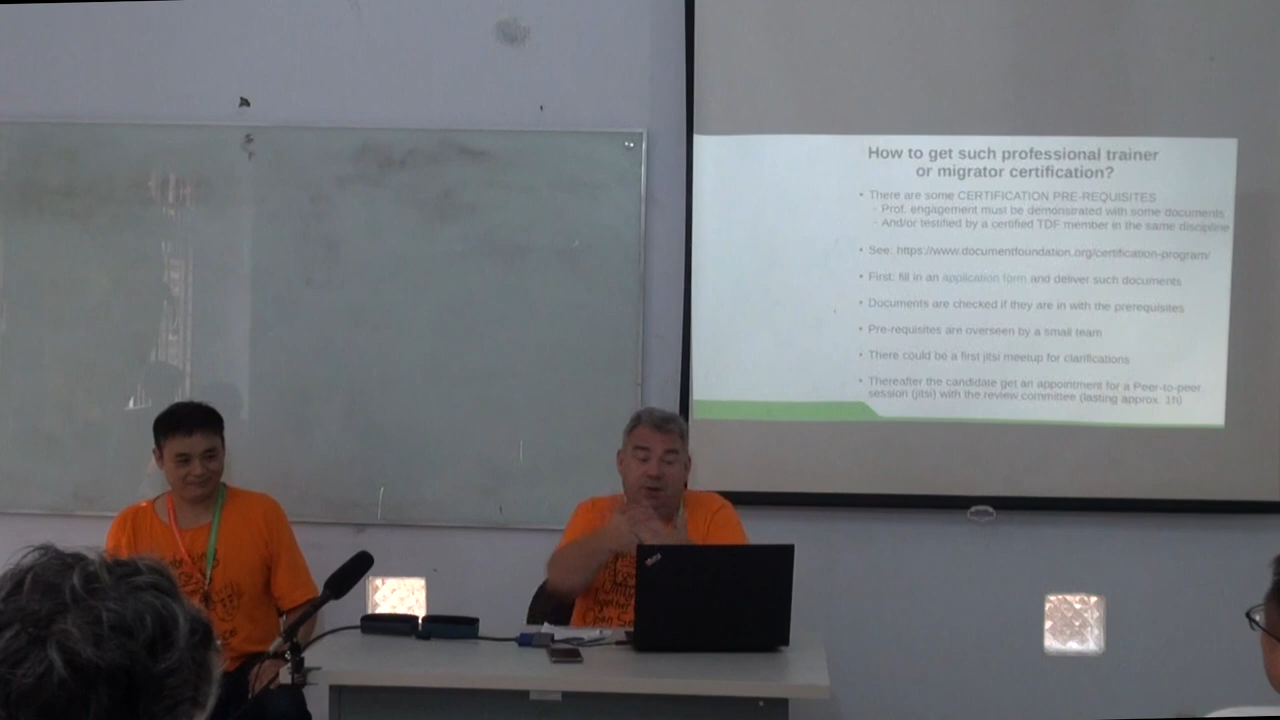 How to get such professional trainer
or migrator certification?
• There are some CERTIFICATION PRE-REQUISITES
- Prof. engagement must be demonstrated with some documents
- And/or testified by a certified TDF member in the same discipline
• See: https://www.documentfoundation.org/certification-program/
• First: fill in an application form and deliver such documents
• Documents are checked if they are in with the prerequisites
• Pre-requisites are overseen by a small team
• There could be a first jitsi meetup for clarifications
• Thereafter the candidate get an appointment for a Peer-to-peer
session (jitsi) with the review committee (lasting approx. 1h)
Together
Open